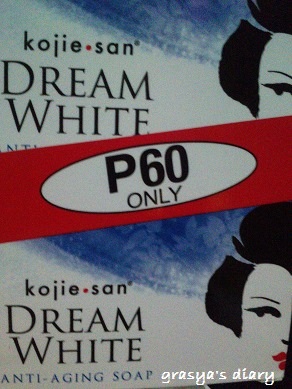 kojie•san®
DREAM
WHITE
P60
ONLY
kojie•san®
DREAM
WHITE
ANTI-AGING SOAP
grasya's diary